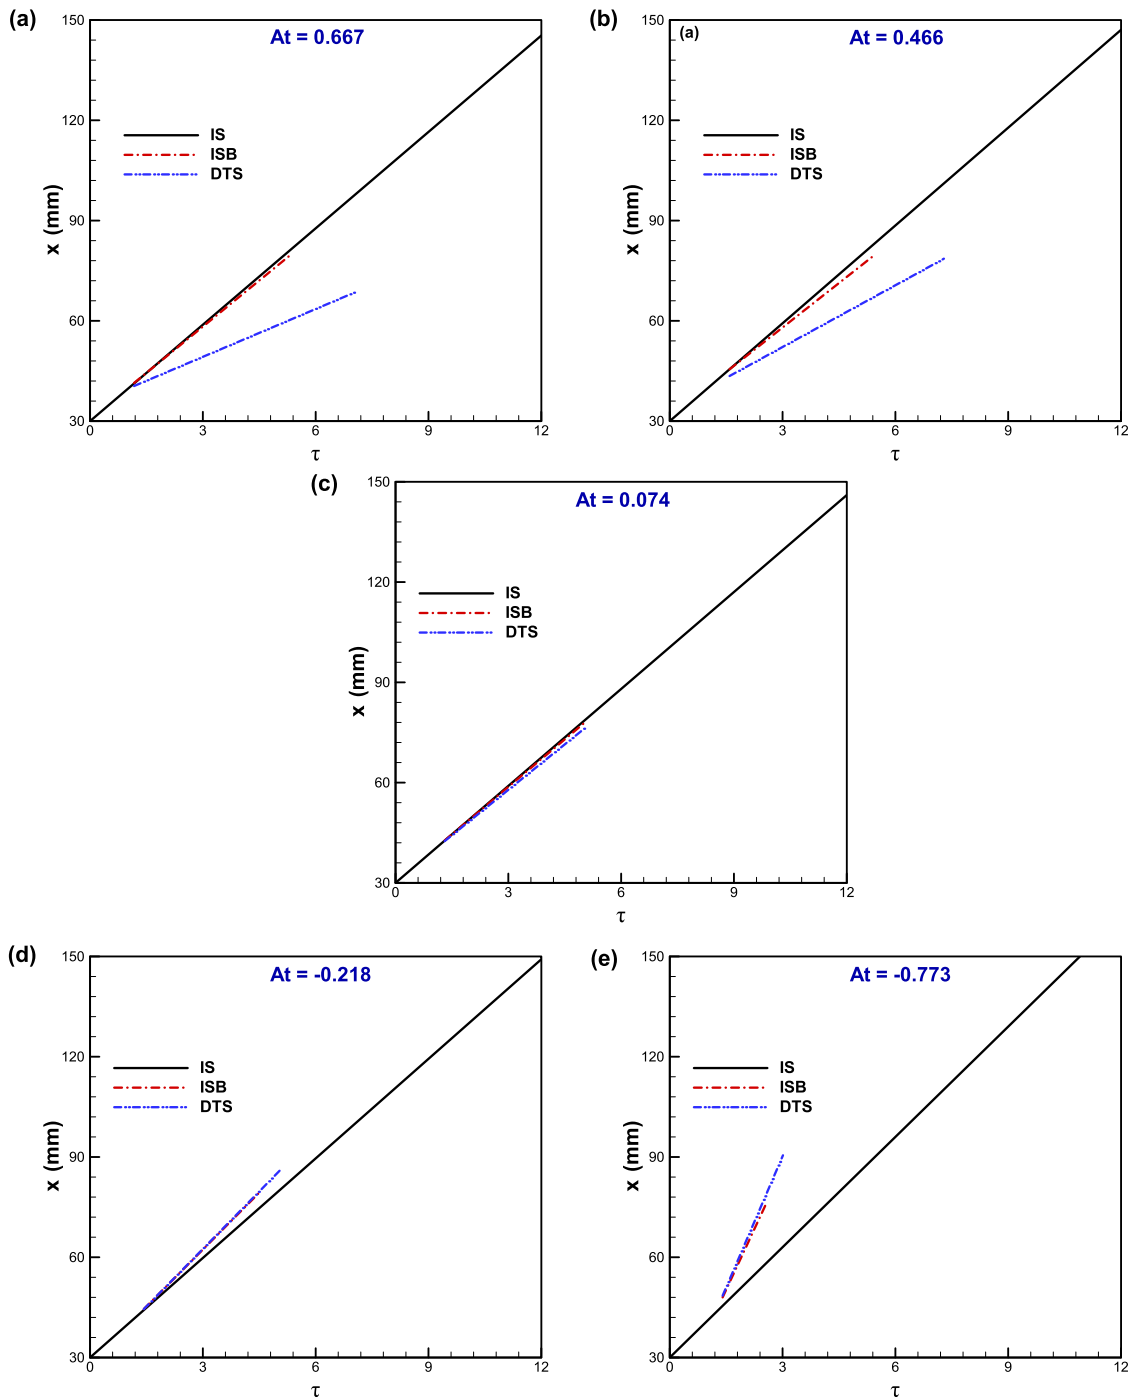 (a)
At = 0.667
IS
ISB
DTS
x (mm)
150
120
90
60
30
0 3 6 9 12
τ
(b)
(a)
At = 0.466
IS
ISB
DTS
x (mm)
150
120
90
60
30
0 3 6 9 12
τ
(c)
At = 0.074
IS
ISB
DTS
x (mm)
150
120
90
60
30
0 3 6 9 12
τ
(d)
At = -0.218
IS
ISB
DTS
x (mm)
150
120
90
60
30
0 3 6 9 12
τ
(e)
At = -0.773
IS
ISB
DTS
x (mm)
150
120
90
60
30
0 3 6 9 12
τ